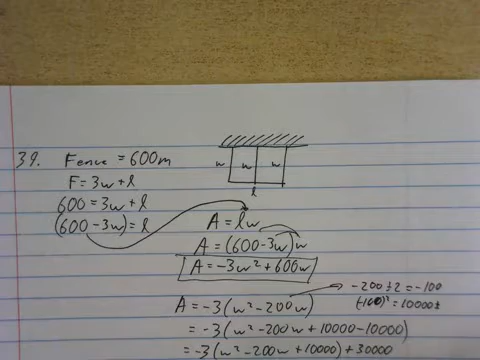 39. Fence = 600m
w w w
l
F = 3w + l
600 = 3w + l
(600 - 3w) = l
A = lw
A = (600 - 3w)w
A = -3w² + 600w
A = -3(w² - 200w)
-200 ÷ 2 = -100
(-100)² = 10000
= -3(w² - 200w + 10000 - 10000)
= -3(w² - 200w + 10000) + 30000